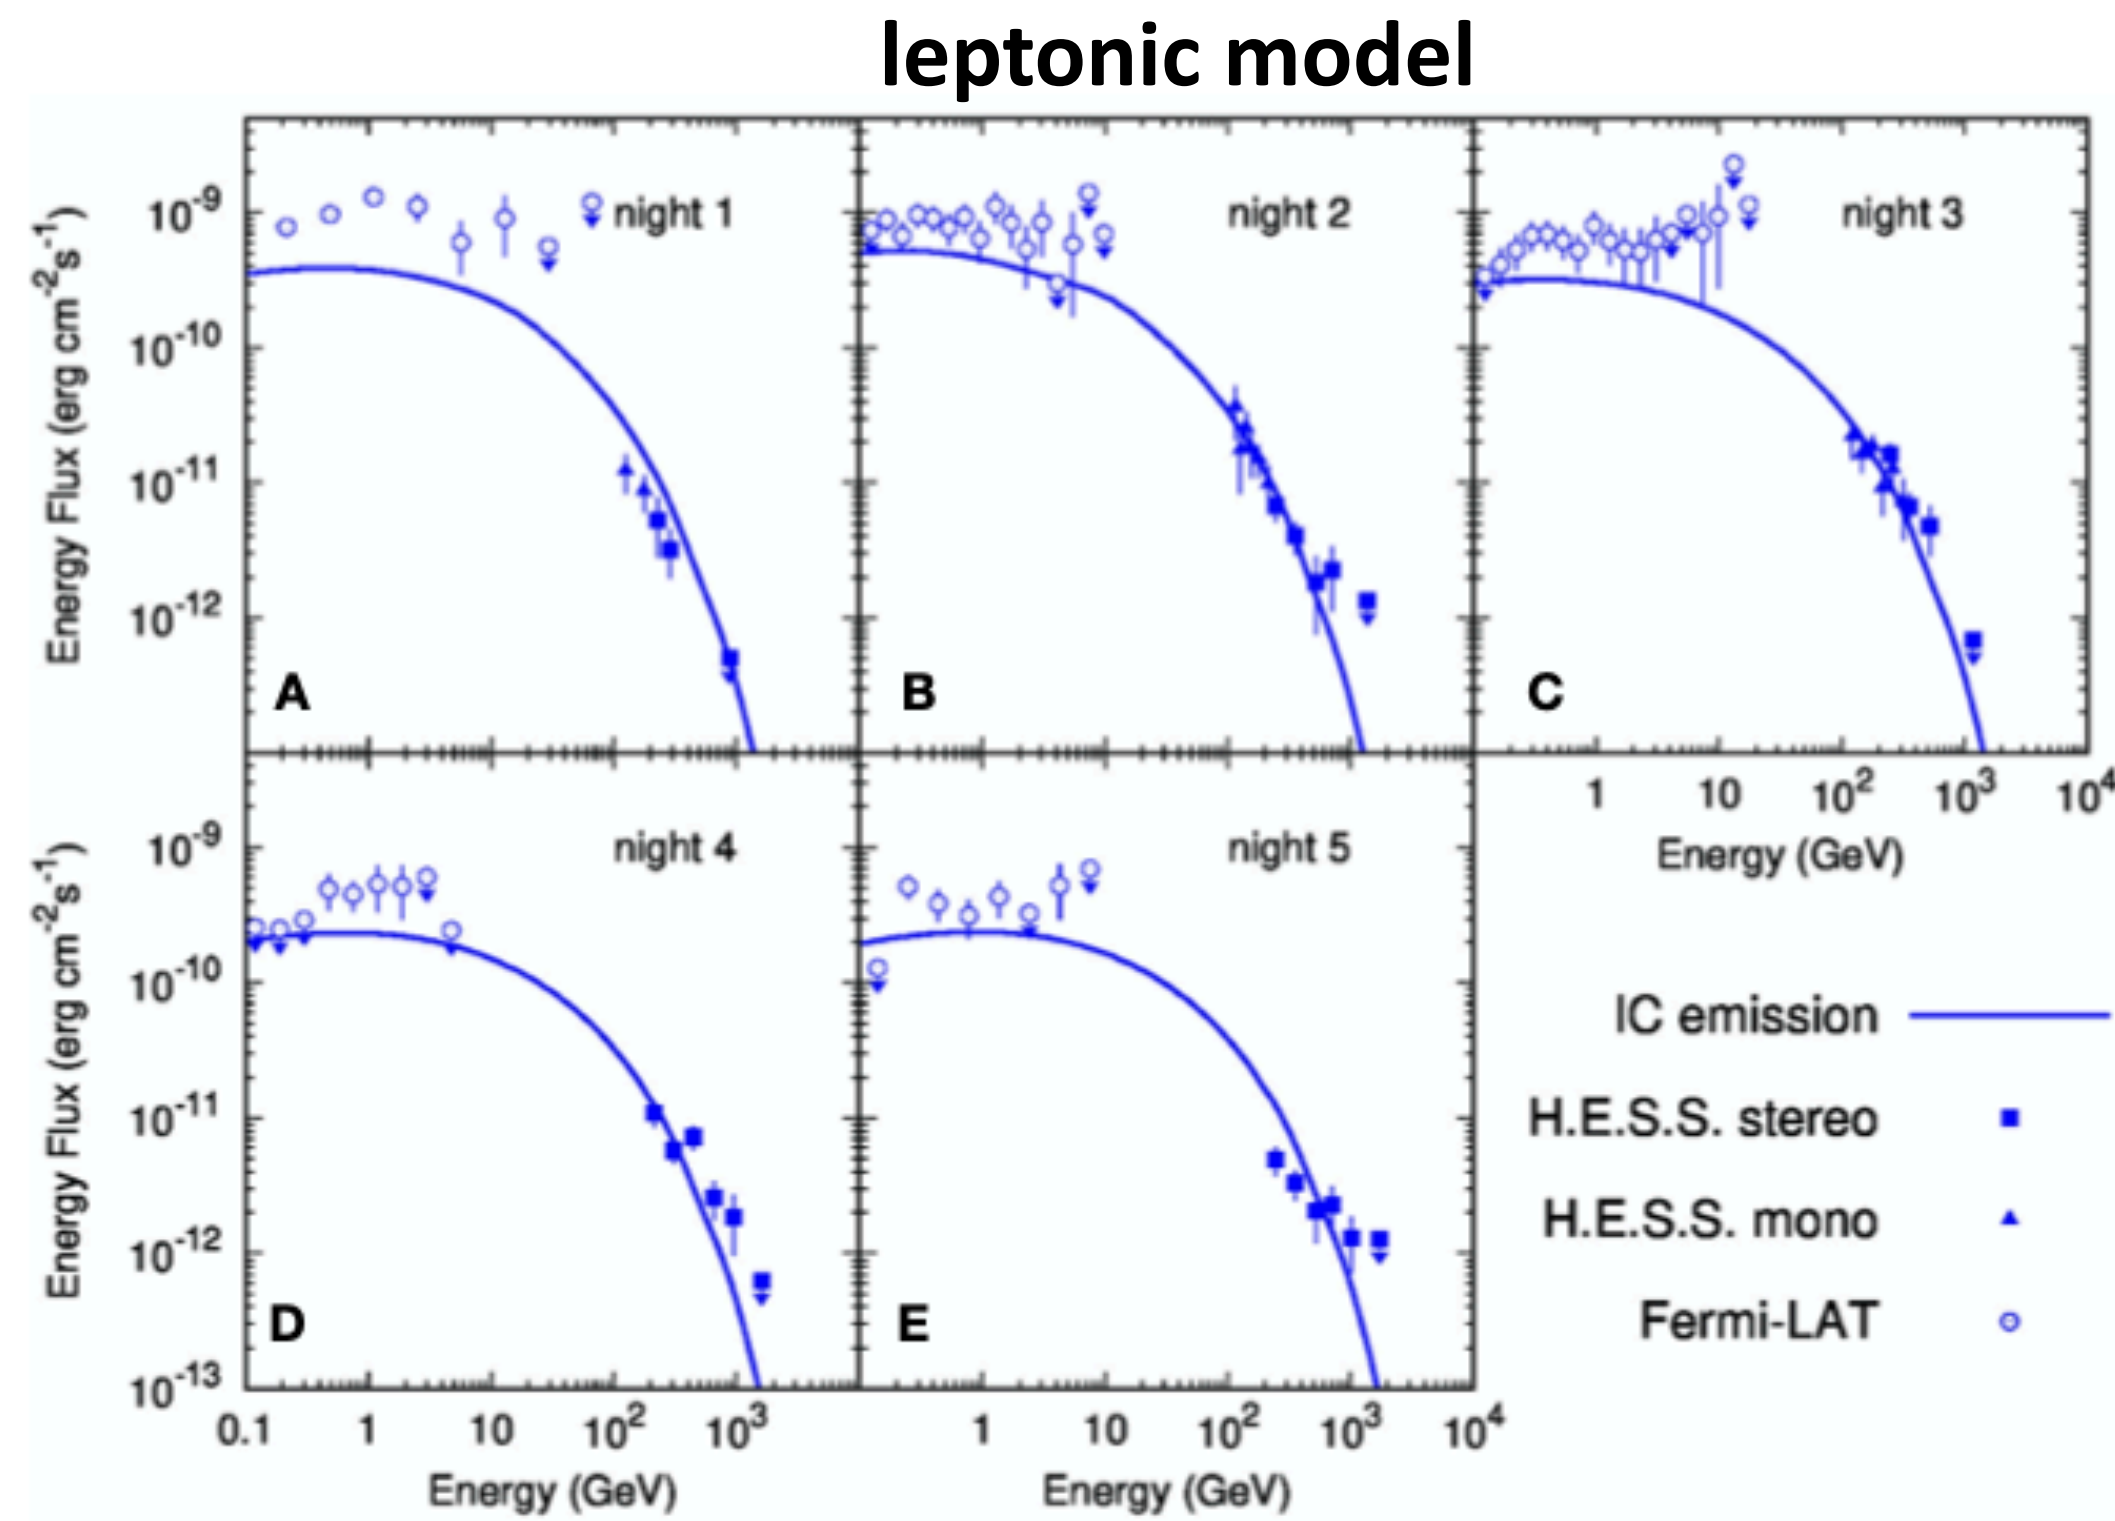 leptonic model
Energy Flux (erg cm-2s-1)
10-9
10-10
10-11
10-12
night 1
A
night 2
B
night 3
C
1 10 10² 10³ 10⁴
Energy (GeV)
Energy Flux (erg cm-2s-1)
10-9
10-10
10-11
10-12
10-13
night 4
D
night 5
E
0.1 1 10 10² 10³
Energy (GeV)
1 10 10² 10³ 10⁴
Energy (GeV)
IC emission
H.E.S.S. stereo
H.E.S.S. mono
Fermi-LAT